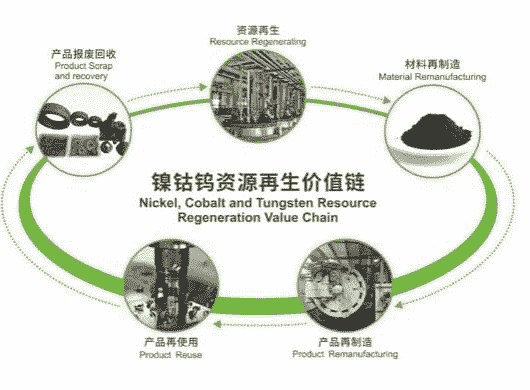 资源再生
Resource Regenerating
产品报废回收
Product Scrap
and recovery
材料再制造
Material Remanufacturing
镍钴钨资源再生价值链
Nickel, Cobalt and Tungsten Resource
Regeneration Value Chain
产品再使用
Product Reuse
产品再制造
Product Remanufacturing